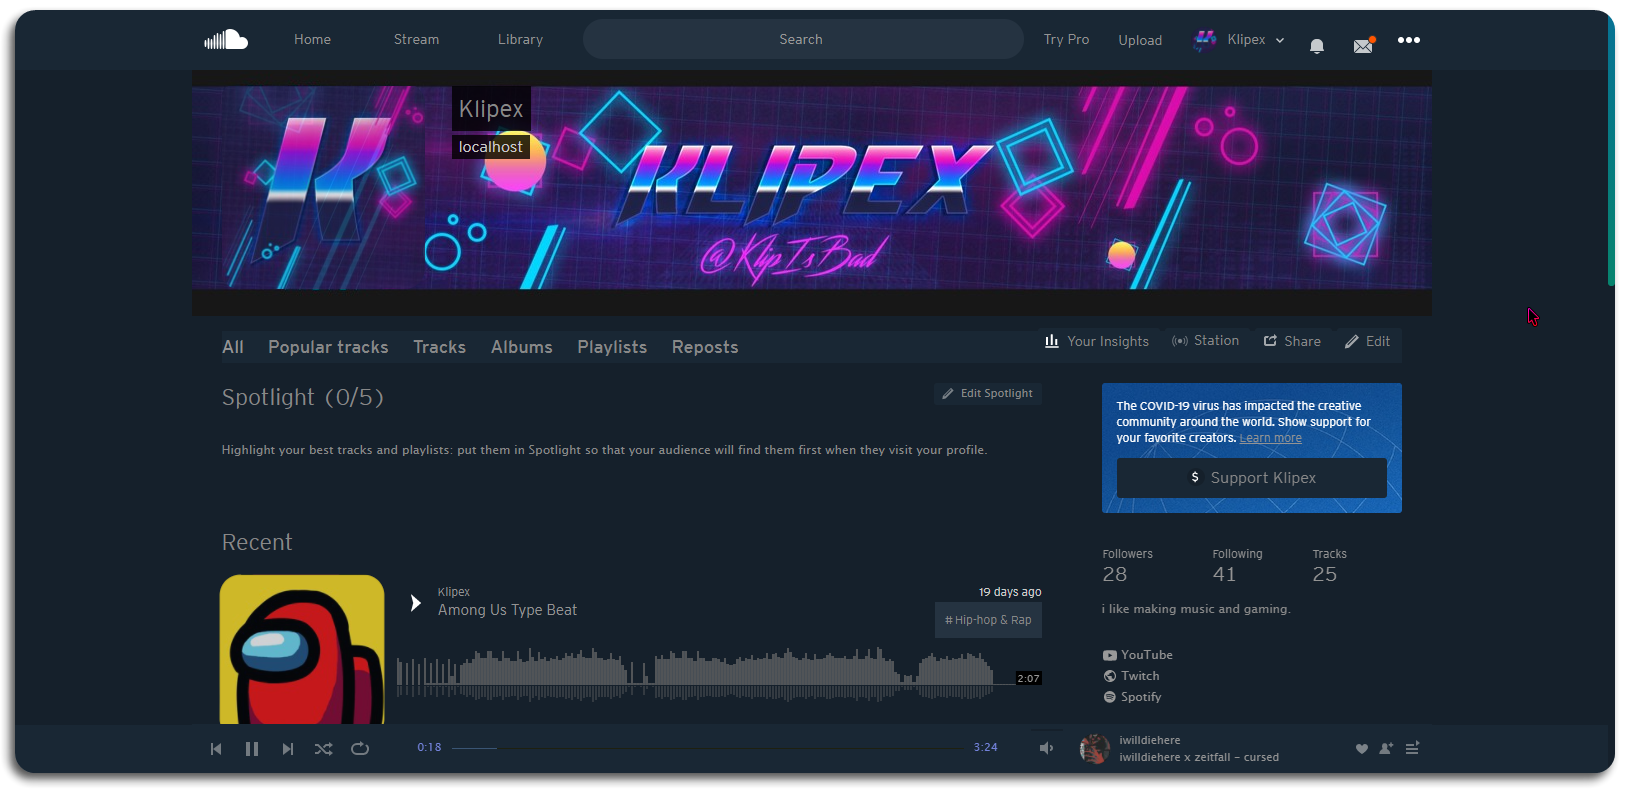 Home Stream Library Search Try Pro Upload Klipex
Klipex
localhost
KLIPEX
@KlipIsBad
All Popular tracks Tracks Albums Playlists Reposts Your Insights Station Share Edit
Spotlight (0/5)
Edit Spotlight
Highlight your best tracks and playlists: put them in Spotlight so that your audience will find them first when they visit your profile.
The COVID-19 virus has impacted the creative
community around the world. Show support for
your favorite creators. Learn more
$ Support Klipex
Recent
Klipex
Among Us Type Beat
19 days ago
# Hip-hop & Rap
2:07
Followers Following Tracks
28 41 25
i like making music and gaming.
YouTube
Twitch
Spotify
0:18 3:24
iwilldiehere
iwilldiehere x zeitfall – cursed